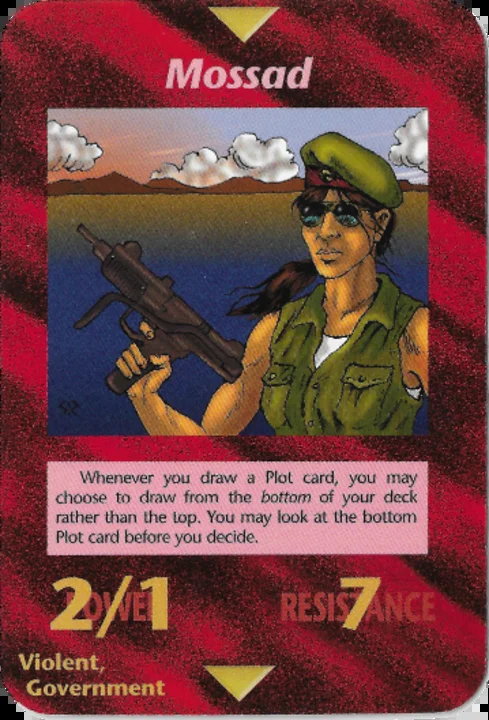 Mossad
Whenever you draw a Plot card, you may
choose to draw from the bottom of your deck
rather than the top. You may look at the bottom
Plot card before you decide.
POWER 2/1 RESISTANCE 7
Violent,
Government